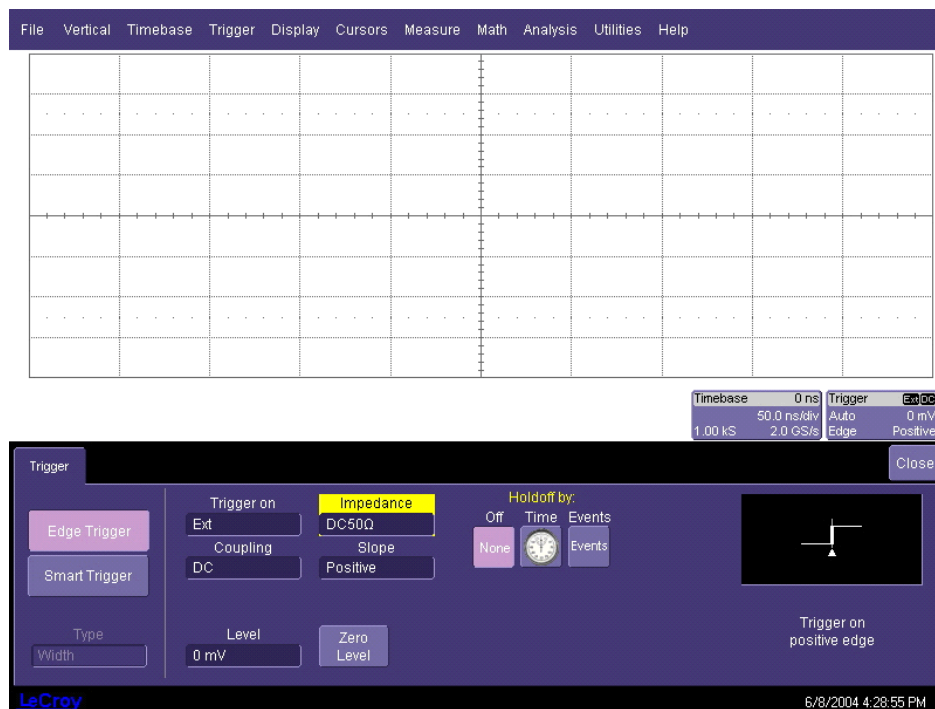 File Vertical Timebase Trigger Display Cursors Measure Math Analysis Utilities Help
Timebase 0 ns
50.0 ns/div
1.00 kS 2.0 GS/s
Trigger Ext DC
Auto 0 mV
Edge Positive
Trigger
Close
Edge Trigger
Smart Trigger
Type
Width
Trigger on
Ext
Coupling
DC
Level
0 mV
Impedance
DC50Ω
Slope
Positive
Zero
Level
Holdoff by:
Off Time Events
None Events
Trigger on
positive edge
LeCroy
6/8/2004 4:28:55 PM